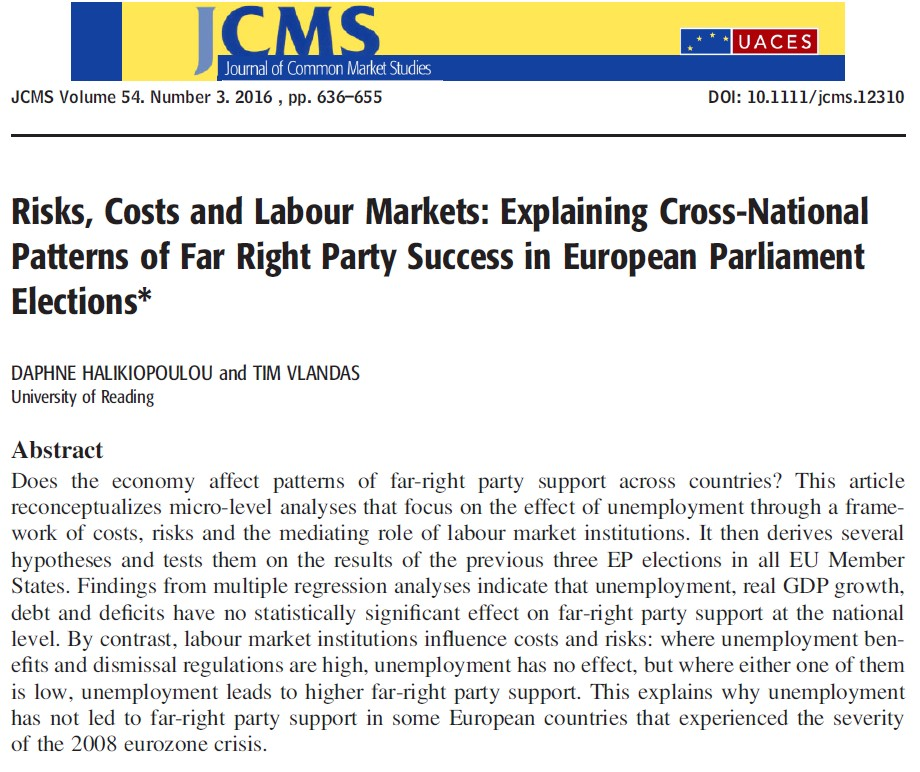 JCMS
Journal of Common Market Studies
UACES
JCMS Volume 54. Number 3. 2016 , pp. 636–655
DOI: 10.1111/jcms.12310
Risks, Costs and Labour Markets: Explaining Cross-National
Patterns of Far Right Party Success in European Parliament
Elections*
DAPHNE HALIKIOPOULOU and TIM VLANDAS
University of Reading
Abstract
Does the economy affect patterns of far-right party support across countries? This article
reconceptualizes micro-level analyses that focus on the effect of unemployment through a frame-
work of costs, risks and the mediating role of labour market institutions. It then derives several
hypotheses and tests them on the results of the previous three EP elections in all EU Member
States. Findings from multiple regression analyses indicate that unemployment, real GDP growth,
debt and deficits have no statistically significant effect on far-right party support at the national
level. By contrast, labour market institutions influence costs and risks: where unemployment ben-
efits and dismissal regulations are high, unemployment has no effect, but where either one of them
is low, unemployment leads to higher far-right party support. This explains why unemployment
has not led to far-right party support in some European countries that experienced the severity
of the 2008 eurozone crisis.